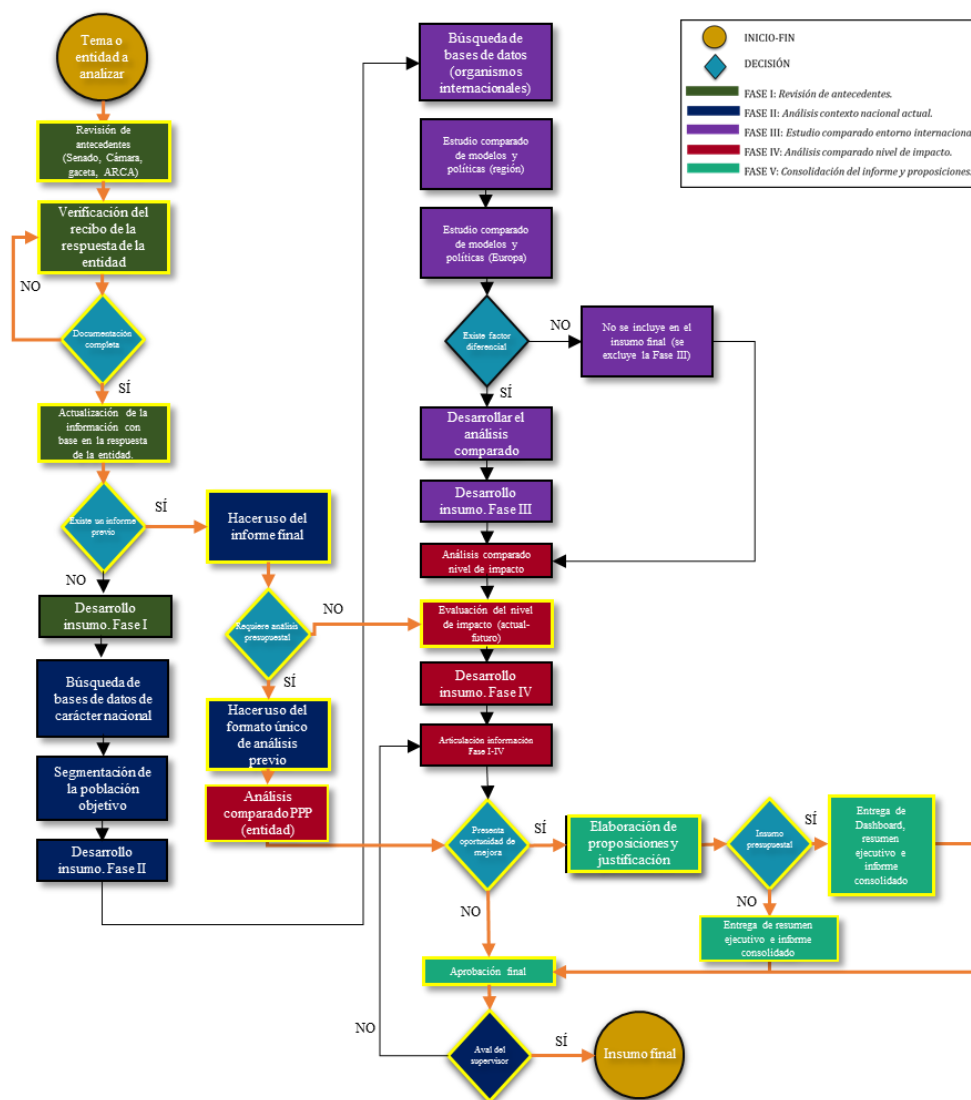 Tema o
entidad a
analizar
Revisión de
antecedentes
(Senado, Cámara,
gaceta, ARCA)
Verificación del
recibo de la
respuesta de la
entidad
NO
Documentación
completa
SÍ
Actualización de la
información con
base en la respuesta
de la entidad.
Existe un informe
previo
SÍ
NO
Desarrollo
insumo. Fase I
Búsqueda de
bases de datos de
carácter nacional
Segmentación de
la población
objetivo
Desarrollo
insumo. Fase II
Hacer uso del
informe final
Requiere análisis
presupuestal
NO
SÍ
Hacer uso del
formato único
de análisis
previo
Análisis
comparado PPP
(entidad)
Búsqueda de
bases de datos
(organismos
internacionales)
Estudio comparado
de modelos y
políticas (región)
Estudio comparado
de modelos y
políticas (Europa)
Existe factor
diferencial
NO
No se incluye en el
insumo final (se
excluye la Fase III)
SÍ
Desarrollar el
análisis
comparado
Desarrollo
insumo. Fase III
Análisis comparado
nivel de impacto
Evaluación del nivel
de impacto (actual-
futuro)
Desarrollo
insumo. Fase IV
Articulación información
Fase I-IV
Presenta
oportunidad de
mejora
SÍ
Elaboración de
proposiciones y
justificación
Insumo
presupuestal
SÍ
Entrega de
Dashboard,
resumen
ejecutivo e
informe
consolidado
NO
Entrega de resumen
ejecutivo e informe
consolidado
NO
Aprobación final
NO
Aval del
supervisor
SÍ
Insumo final
INICIO-FIN
DECISIÓN
FASE I: Revisión de antecedentes.
FASE II: Análisis contexto nacional actual.
FASE III: Estudio comparado entorno internacional
FASE IV: Análisis comparado nivel de impacto.
FASE V: Consolidación del informe y proposiciones.